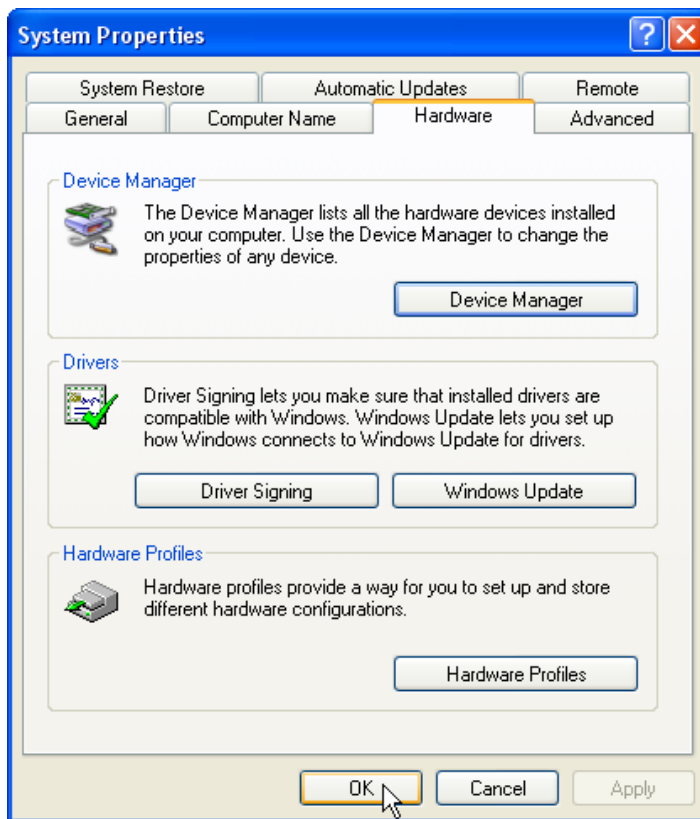 System Properties
System Restore Automatic Updates Remote
General Computer Name Hardware Advanced
Device Manager
The Device Manager lists all the hardware devices installed
on your computer. Use the Device Manager to change the
properties of any device.
Device Manager
Drivers
Driver Signing lets you make sure that installed drivers are
compatible with Windows. Windows Update lets you set up
how Windows connects to Windows Update for drivers.
Driver Signing Windows Update
Hardware Profiles
Hardware profiles provide a way for you to set up and store
different hardware configurations.
Hardware Profiles
OK Cancel Apply